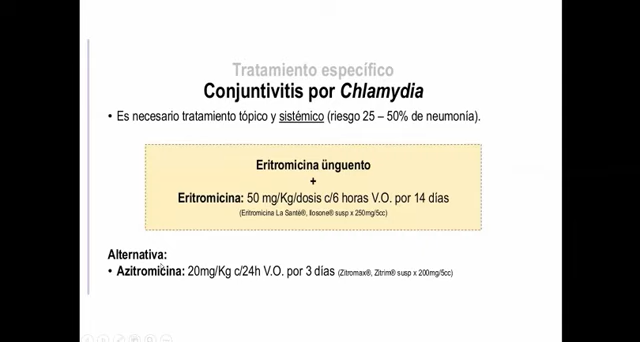 Tratamiento específico
Conjuntivitis por Chlamydia
• Es necesario tratamiento tópico y sistémico (riesgo 25 – 50% de neumonía).
Eritromicina ünguento
+
Eritromicina: 50 mg/Kg/dosis c/6 horas V.O. por 14 días
(Eritromicina La Santé®, Ilosone® susp x 250mg/5cc)
Alternativa:
• Azitromicina: 20mg/Kg c/24h V.O. por 3 días (Zitromax®, Zitrim® susp x 200mg/5cc)